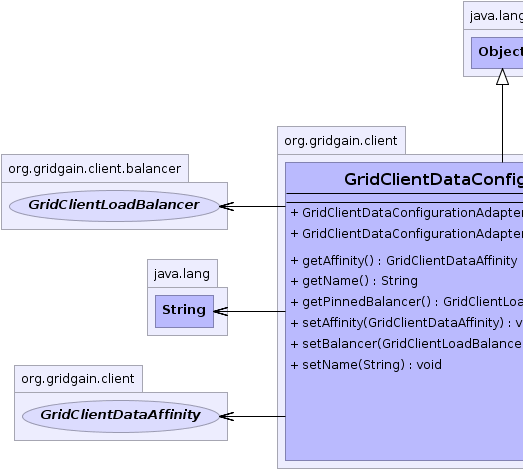 java.lang
Object
org.gridgain.client
org.gridgain.client.balancer
GridClientLoadBalancer
java.lang
String
org.gridgain.client
GridClientDataAffinity
GridClientDataConfig
+ GridClientDataConfigurationAdapter
+ GridClientDataConfigurationAdapter
+ getAffinity() : GridClientDataAffinity
+ getName() : String
+ getPinnedBalancer() : GridClientLoa
+ setAffinity(GridClientDataAffinity) : v
+ setBalancer(GridClientLoadBalance
+ setName(String) : void